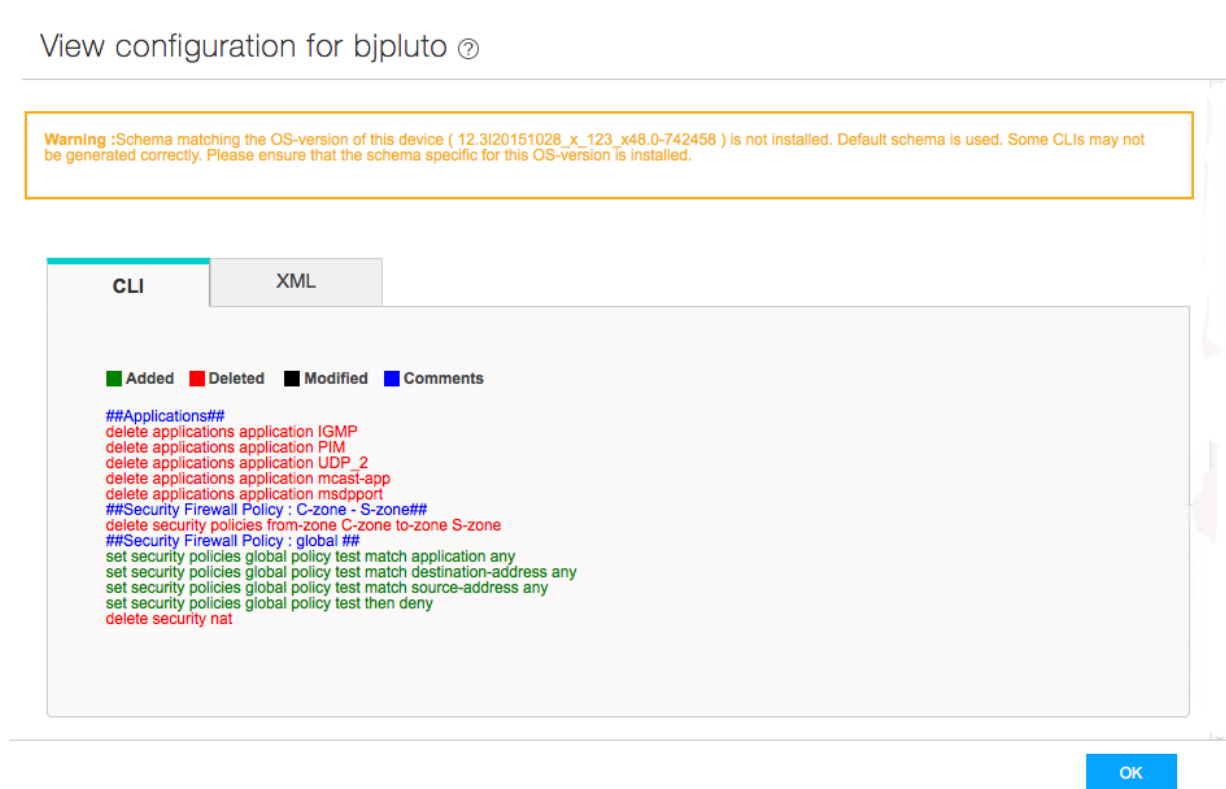 View configuration for bjpluto ?
Warning :Schema matching the OS-version of this device ( 12.3I20151028_x_123_x48.0-742458 ) is not installed. Default schema is used. Some CLIs may not
be generated correctly. Please ensure that the schema specific for this OS-version is installed.
CLI XML
Added Deleted Modified Comments
##Applications##
delete applications application IGMP
delete applications application PIM
delete applications application UDP_2
delete applications application mcast-app
delete applications application msdpport
##Security Firewall Policy : C-zone - S-zone##
delete security policies from-zone C-zone to-zone S-zone
##Security Firewall Policy : global ##
set security policies global policy test match application any
set security policies global policy test match destination-address any
set security policies global policy test match source-address any
set security policies global policy test then deny
delete security nat
OK